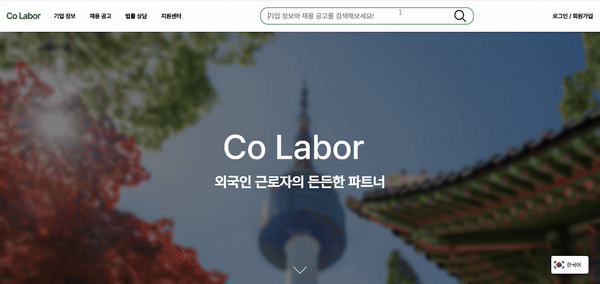 Co Labor 기업 정보 채용 공고 법률 상담 지원센터 기업 정보와 채용 공고를 검색해보세요! 로그인 / 회원가입
Co Labor
외국인 근로자의 든든한 파트너
한국어